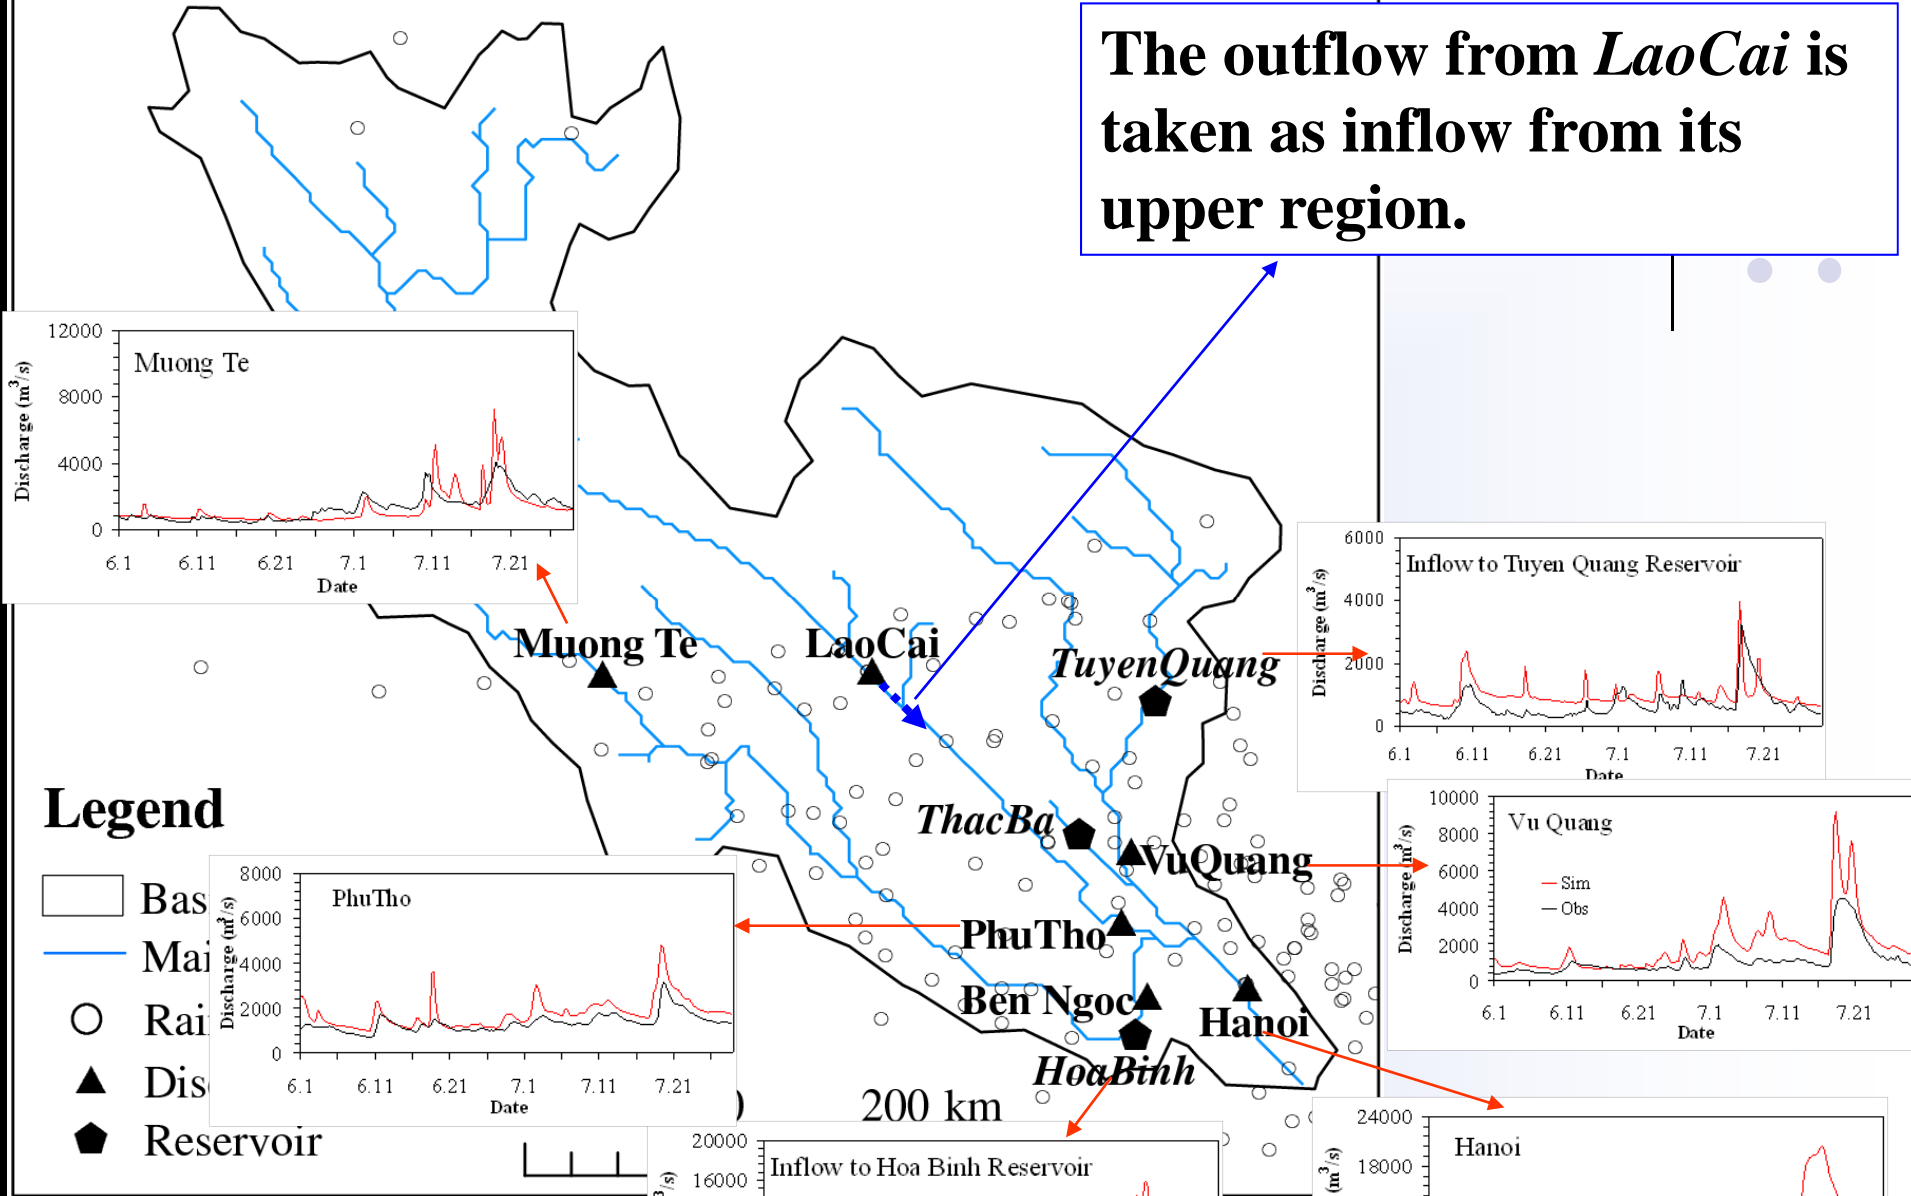 The outflow from LaoCai is
taken as inflow from its
upper region.
12000
8000
4000
0
Discharge (m³/s)
Muong Te
6.1 6.11 6.21 7.1 7.11 7.21
Date
Muong Te
LaoCai
TuyenQuang
ThacBa
VuQuang
PhuTho
Ben Ngoc
Hanoi
HoaBinh
6000
4000
2000
0
Discharge (m³/s)
Inflow to Tuyen Quang Reservoir
6.1 6.11 6.21 7.1 7.11 7.21
Date
10000
8000
6000
4000
2000
0
Discharge (m³/s)
Vu Quang
Sim
Obs
6.1 6.11 6.21 7.1 7.11 7.21
Date
Legend
Bas
Mai
Rai
Dis
Reservoir
8000
6000
4000
2000
0
Discharge (m³/s)
PhuTho
6.1 6.11 6.21 7.1 7.11 7.21
Date
200 km
20000
16000
³/s)
Inflow to Hoa Binh Reservoir
24000
18000
(m³/s)
Hanoi